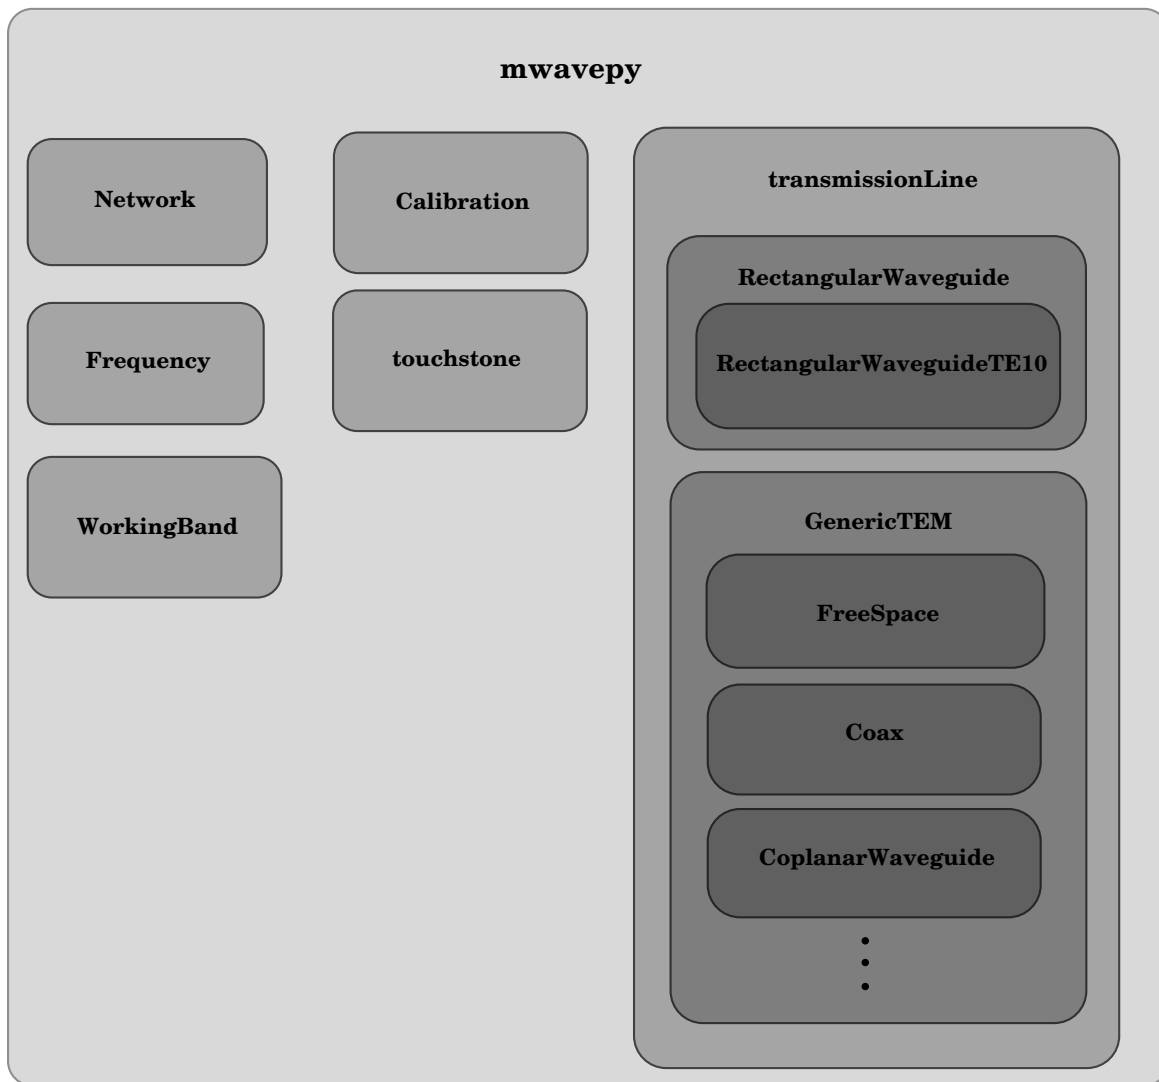 mwavepy
Network
Calibration
transmissionLine
RectangularWaveguide
Frequency
touchstone
RectangularWaveguideTE10
WorkingBand
GenericTEM
FreeSpace
Coax
CoplanarWaveguide